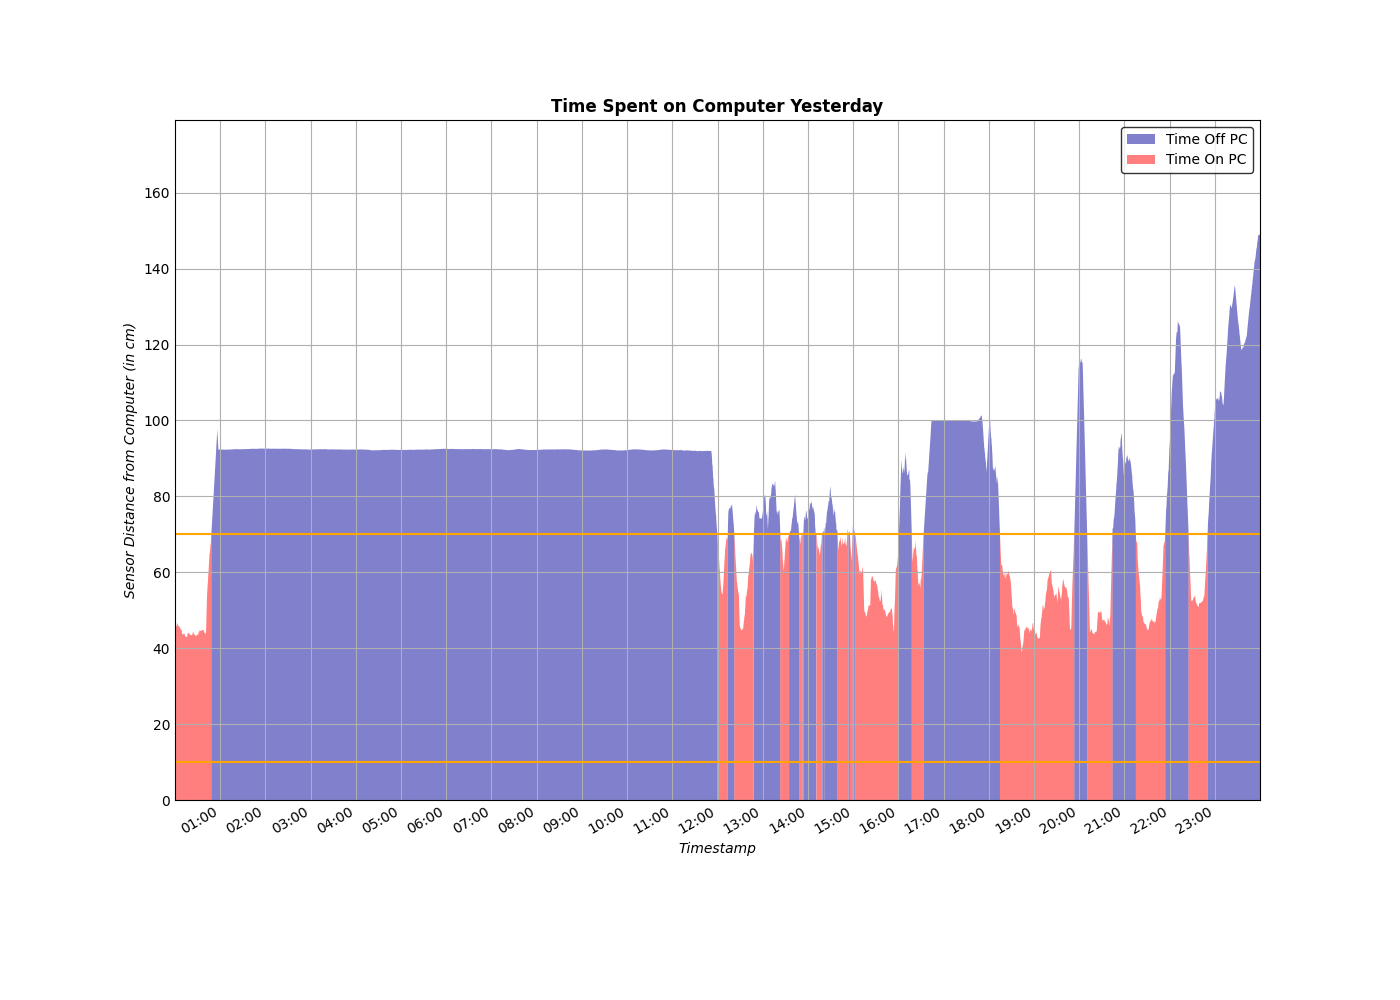 Time Spent on Computer Yesterday
Time Off PC
Time On PC
160
140
120
100
80
60
40
20
0
Sensor Distance from Computer (in cm)
01:00 02:00 03:00 04:00 05:00 06:00 07:00 08:00 09:00 10:00 11:00 12:00 13:00 14:00 15:00 16:00 17:00 18:00 19:00 20:00 21:00 22:00 23:00
Timestamp